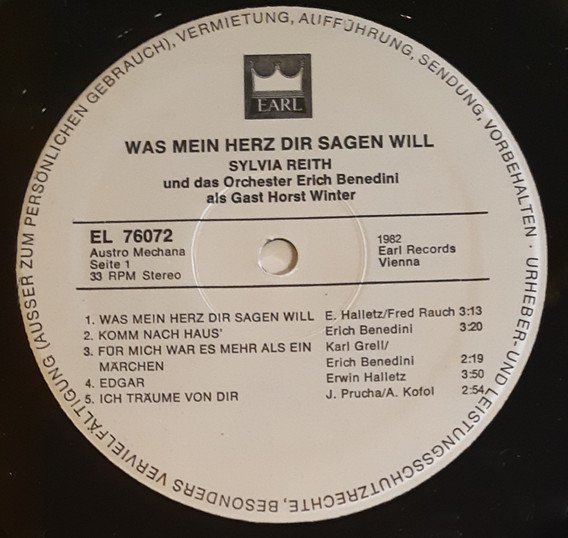 EARL
WAS MEIN HERZ DIR SAGEN WILL
SYLVIA REITH
und das Orchester Erich Benedini
als Gast Horst Winter
EL 76072
Austro Mechana
Seite 1
33 RPM Stereo
1982
Earl Records
Vienna
1. WAS MEIN HERZ DIR SAGEN WILL E. Halletz/Fred Rauch 3:13
2. KOMM NACH HAUS' Erich Benedini 3:20
3. FÜR MICH WAR ES MEHR ALS EIN Karl Grell/
MÄRCHEN Erich Benedini 2:19
4. EDGAR Erwin Halletz 3:50
5. ICH TRÄUME VON DIR J. Prucha/A. Kofol 2:54
URHEBER- UND LEISTUNGSSCHUTZRECHTE, BESONDERS VERVIELFÄLTIGUNG (AUSSER ZUM PERSÖNLICHEN GEBRAUCH), VERMIETUNG, AUFFÜHRUNG, SENDUNG, VORBEHALTEN ·